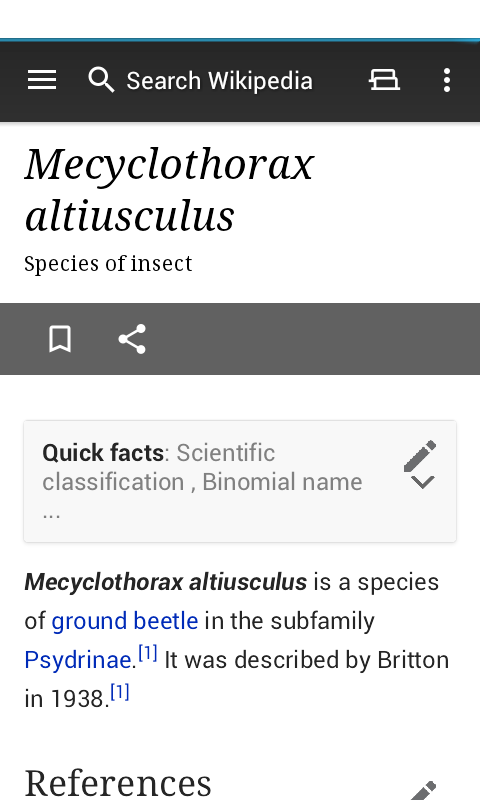 Search Wikipedia
Mecyclothorax
altiusculus
Species of insect
Quick facts: Scientific
classification , Binomial name
...
Mecyclothorax altiusculus is a species
of ground beetle in the subfamily
Psydrinae.[1] It was described by Britton
in 1938.[1]
References